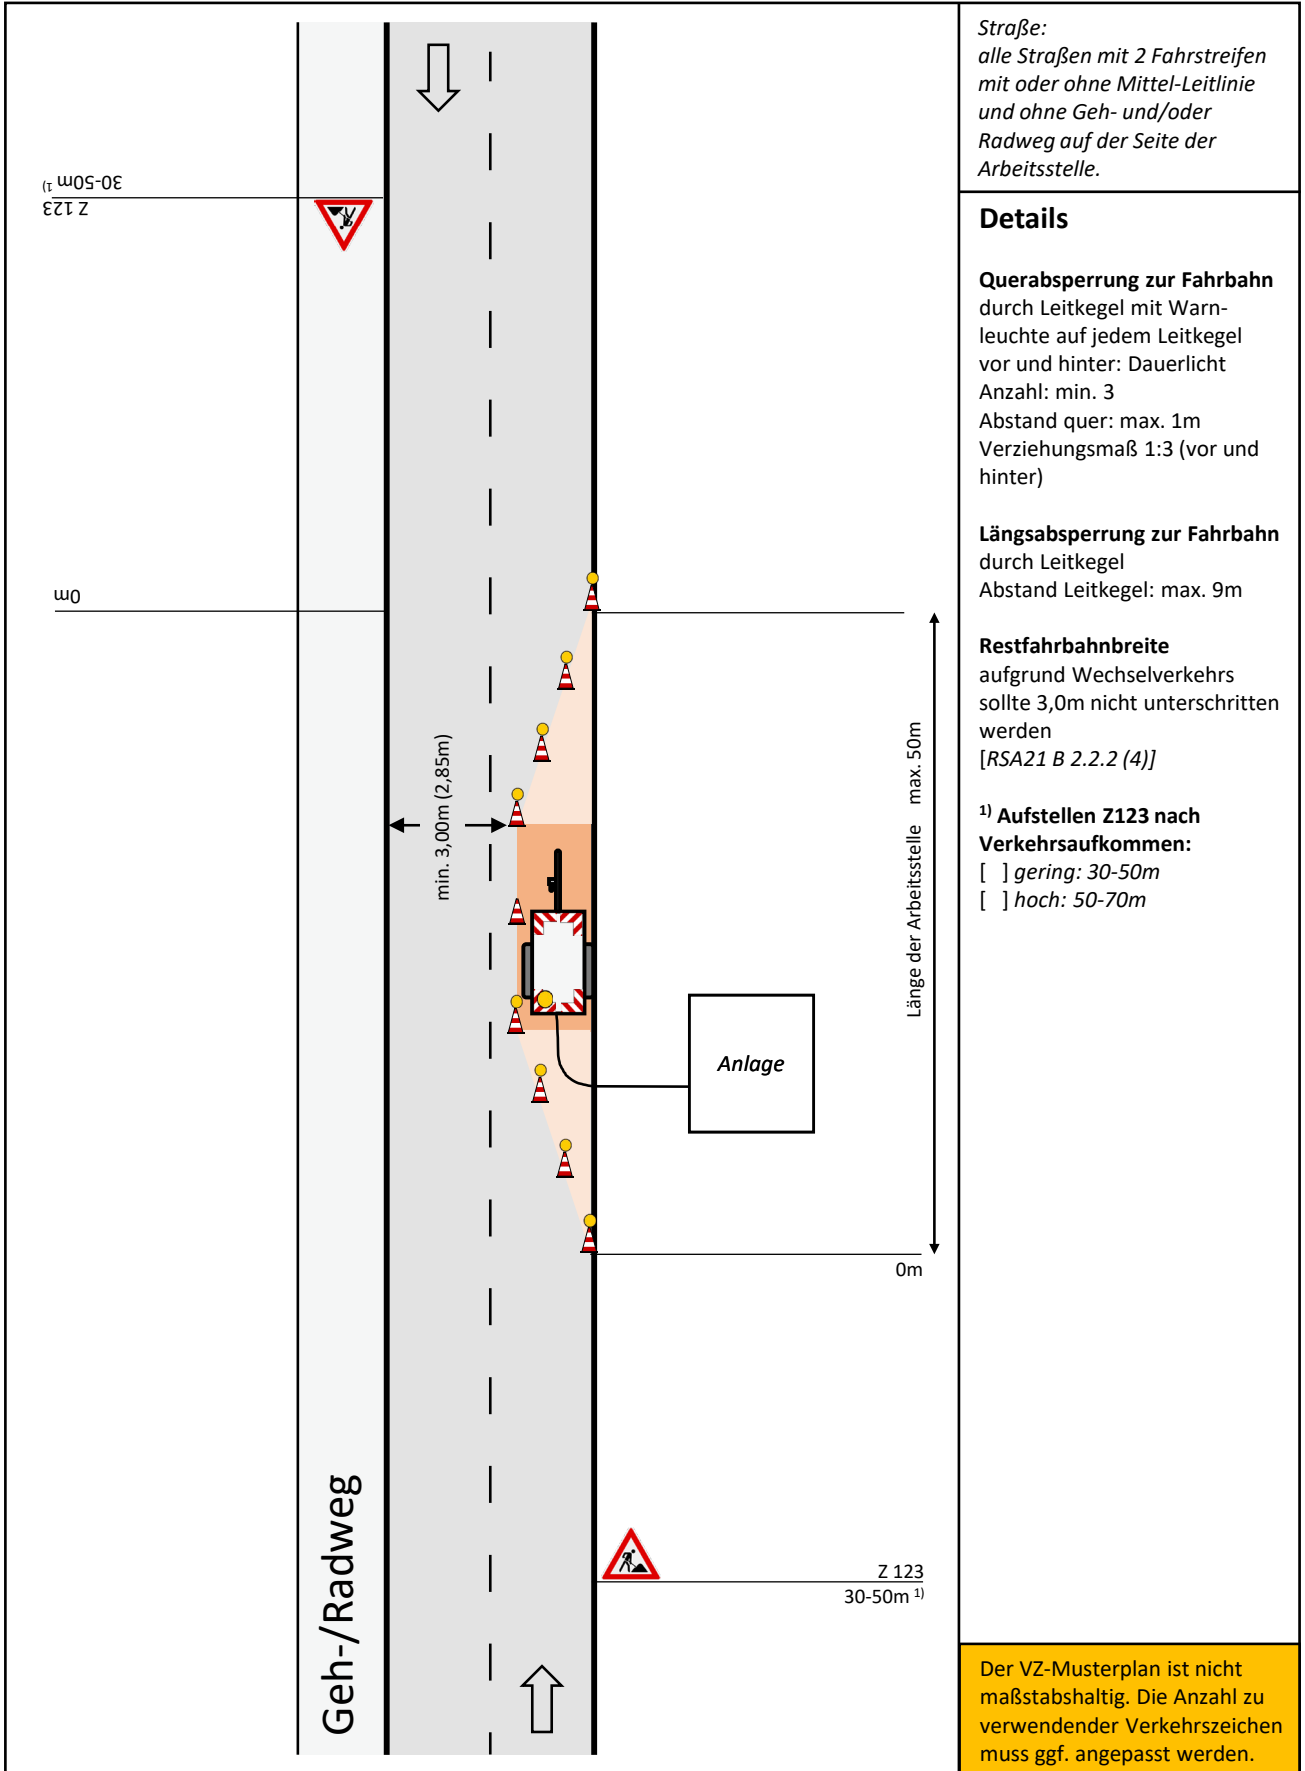 Straße:
alle Straßen mit 2 Fahrstreifen
mit oder ohne Mittel-Leitlinie
und ohne Geh- und/oder
Radweg auf der Seite der
Arbeitsstelle.
Details
Querabsperrung zur Fahrbahn
durch Leitkegel mit Warn-
leuchte auf jedem Leitkegel
vor und hinter: Dauerlicht
Anzahl: min. 3
Abstand quer: max. 1m
Verziehungsmaß 1:3 (vor und
hinter)
Längsabsperrung zur Fahrbahn
durch Leitkegel
Abstand Leitkegel: max. 9m
Restfahrbahnbreite
aufgrund Wechselverkehrs
sollte 3,0m nicht unterschritten
werden
[RSA21 B 2.2.2 (4)]
1) Aufstellen Z123 nach
Verkehrsaufkommen:
[ ] gering: 30-50m
[ ] hoch: 50-70m
Der VZ-Musterplan ist nicht
maßstabshaltig. Die Anzahl zu
verwendender Verkehrszeichen
muss ggf. angepasst werden.
Z 123
30-50m 1)
0m
min. 3,00m (2,85m)
Länge der Arbeitsstelle max. 50m
Anlage
0m
Z 123
30-50m 1)
Geh-/Radweg